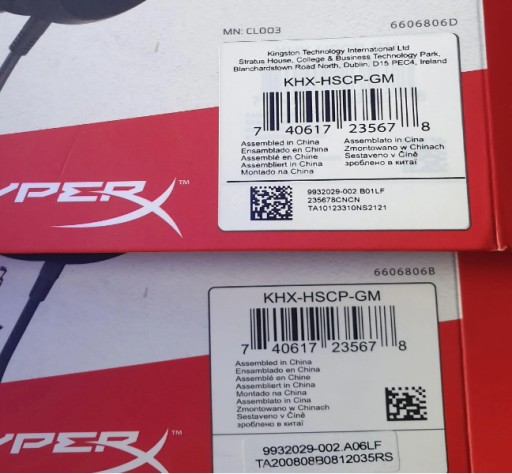 MN: CL003
6606806D
Kingston Technology International Ltd
Stratus House, College & Business Technology Park,
Blanchardstown Road North, Dublin, D15 PEC4, Ireland
KHX-HSCP-GM
7 40617 23567 8
Assembled in China
Ensamblado en China
Assemblé en Chine
Assembliert in China
Montado na China
Assemblato in Cina
Zmontowano w Chinach
Sestaveno v Číně
зроблено в китаї
9932029-002 B01LF
235678CNCN
TA10123310NS2121
YPERX™
6606806B
KHX-HSCP-GM
7 40617 23567 8
Assembled in China
Ensamblado en China
Assemblé en Chine
Assembliert in China
Montado na China
Assemblato in Cina
Zmontowano w Chinach
Sestaveno v Číně
зроблено в китаї
YPERX™
9932029-002.A06LF
TA200808B0812035RS